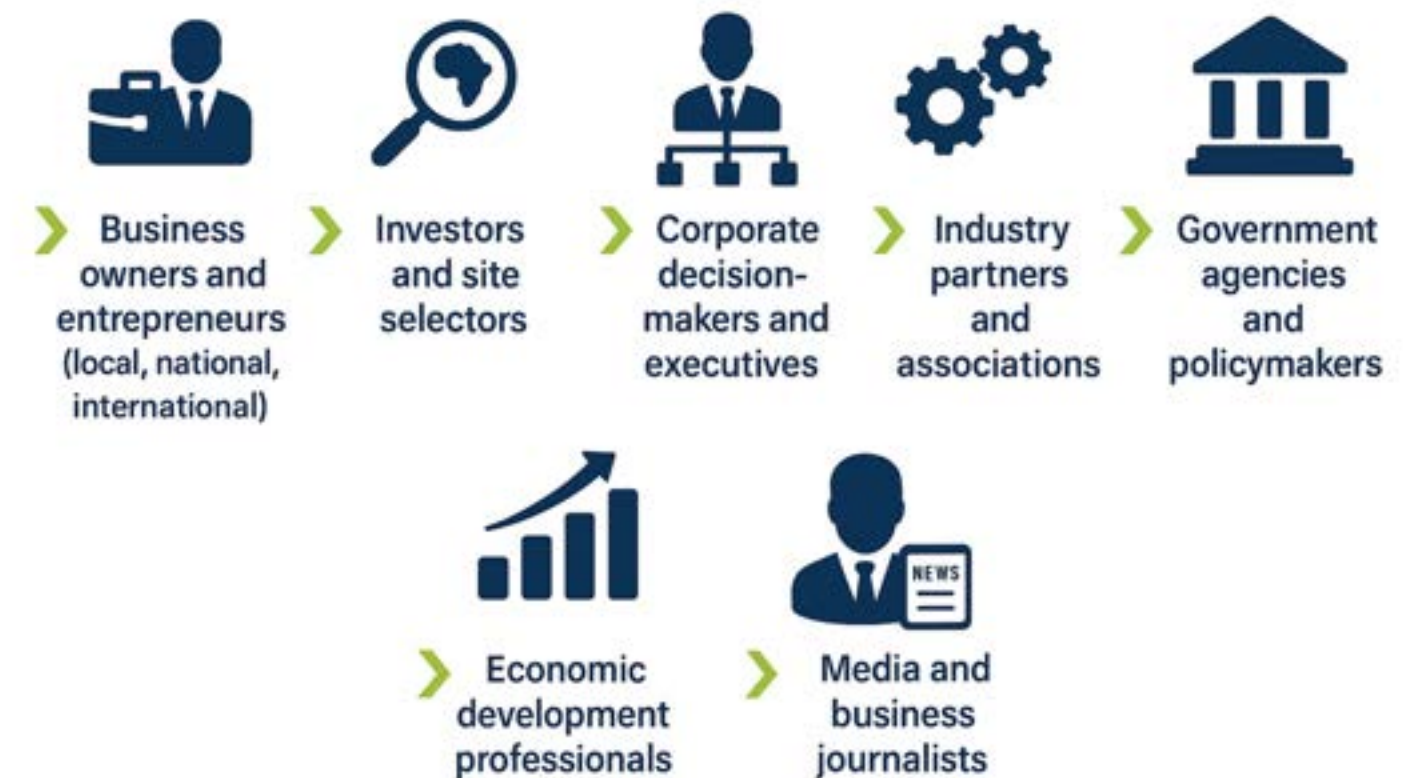 Business
owners and
entrepreneurs
(local, national,
international)
Investors
and site
selectors
Corporate
decision-
makers and
executives
Industry
partners
and
associations
Government
agencies
and
policymakers
NEWS
Economic
development
professionals
Media and
business
journalists